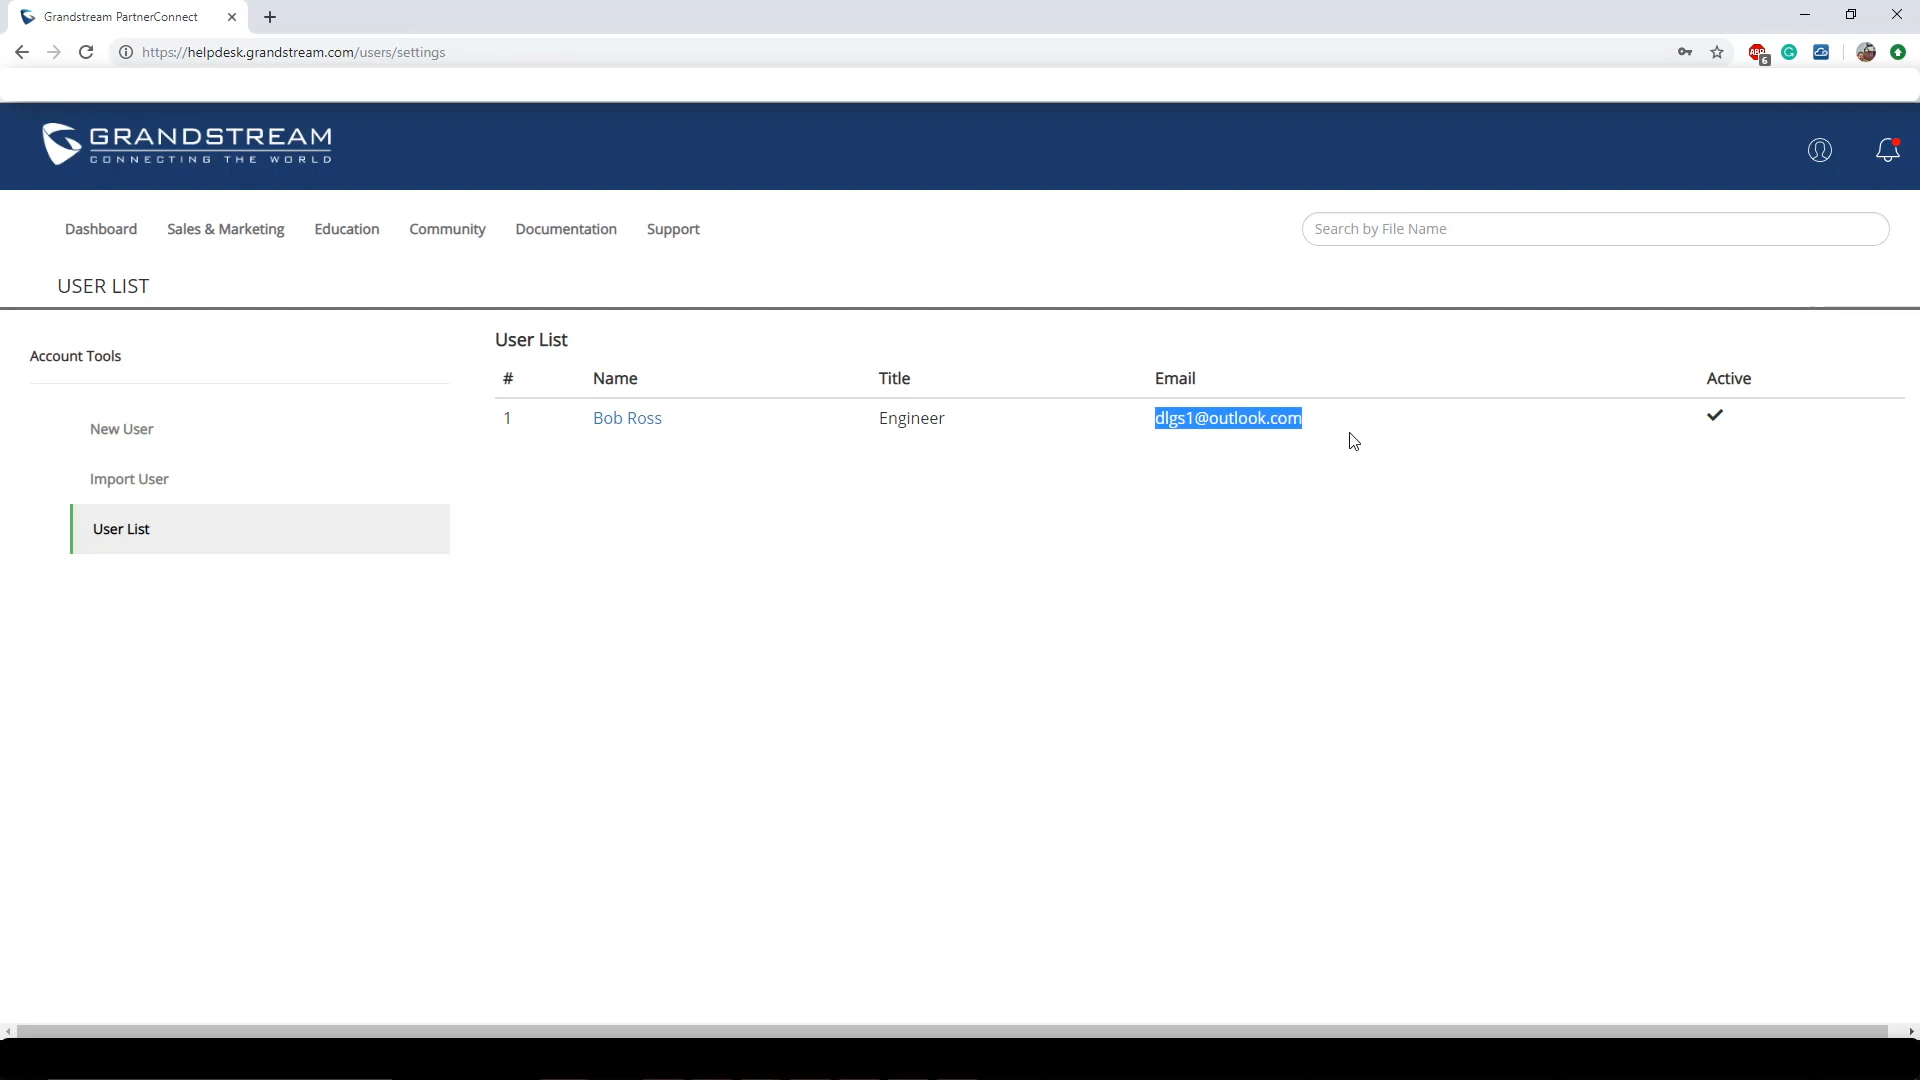 Grandstream PartnerConnect
https://helpdesk.grandstream.com/users/settings
ABP
6
GRANDSTREAM
CONNECTING THE WORLD
Dashboard Sales & Marketing Education Community Documentation Support
Search by File Name
USER LIST
Account Tools
New User
Import User
User List
User List
# Name Title Email Active
1 Bob Ross Engineer dlgs1@outlook.com